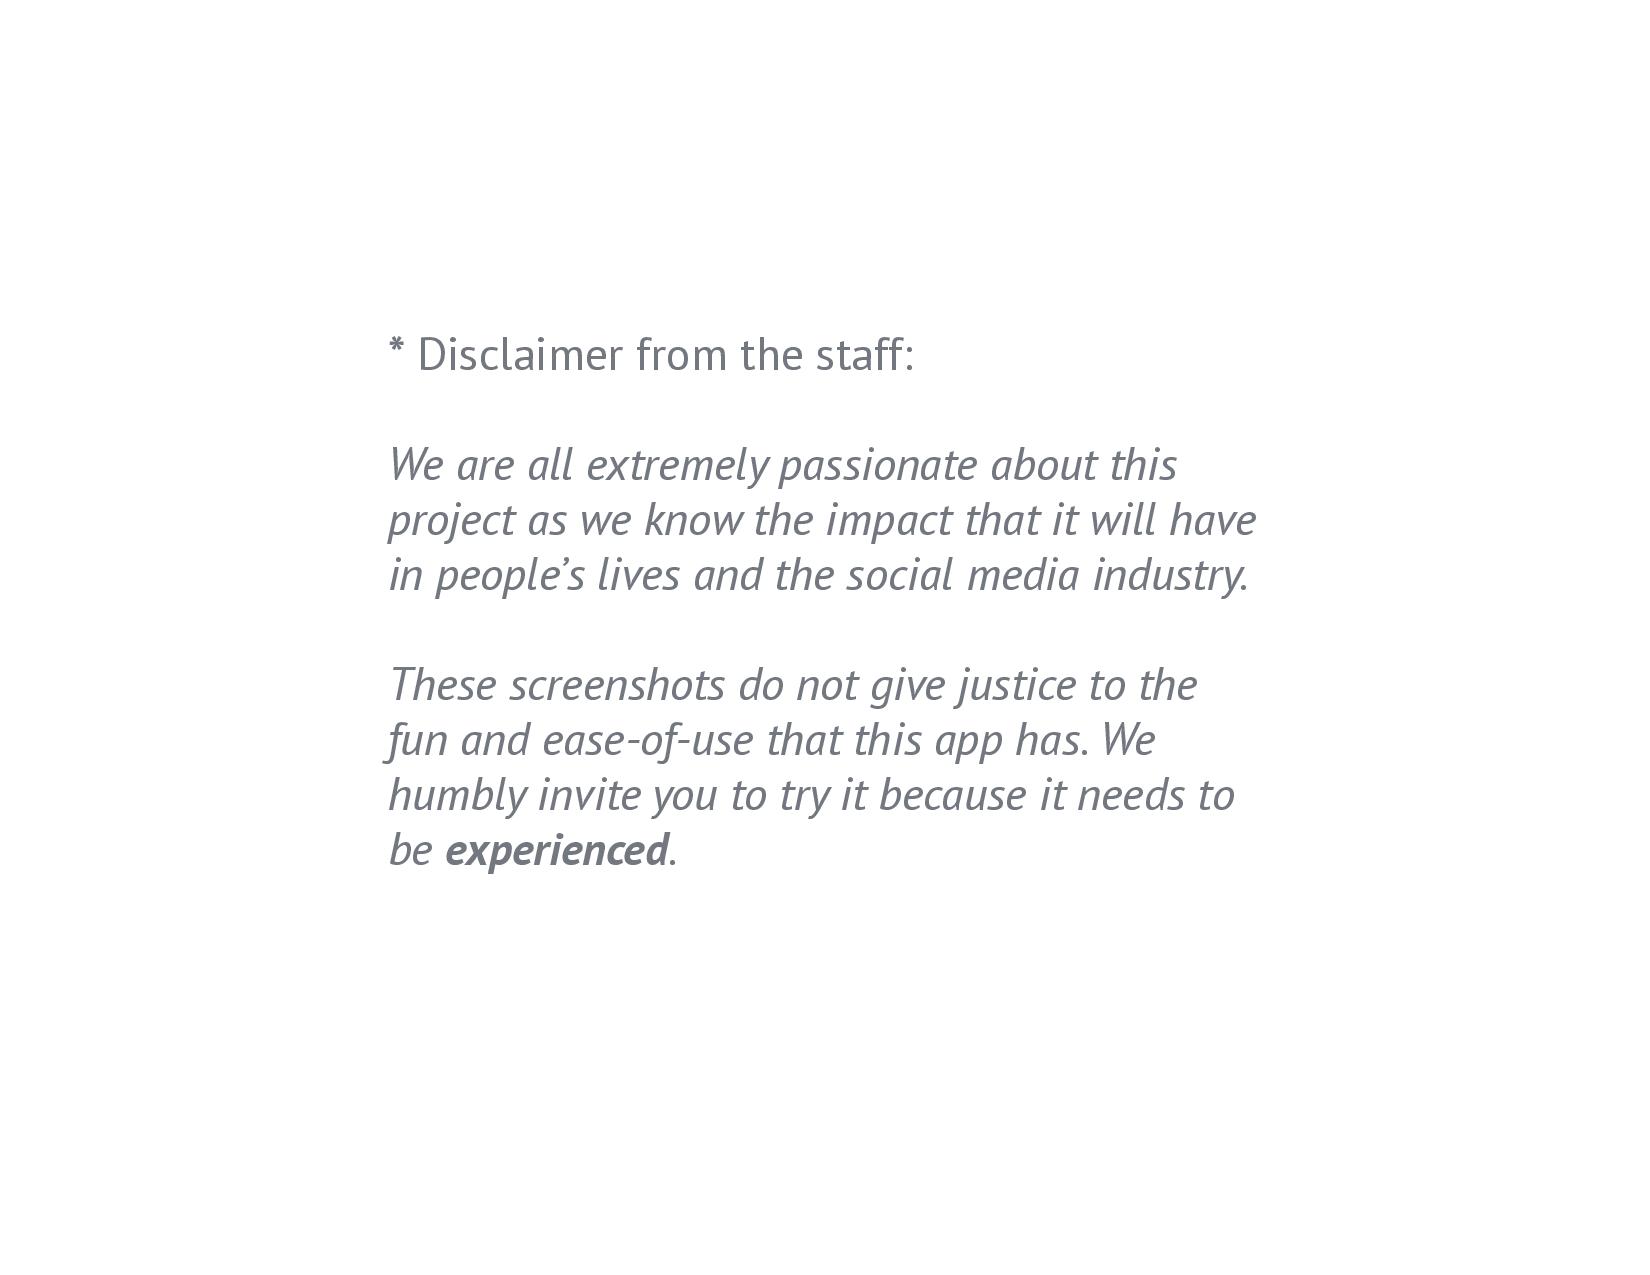 * Disclaimer from the staff:
We are all extremely passionate about this
project as we know the impact that it will have
in people’s lives and the social media industry.
These screenshots do not give justice to the
fun and ease-of-use that this app has. We
humbly invite you to try it because it needs to
be experienced.